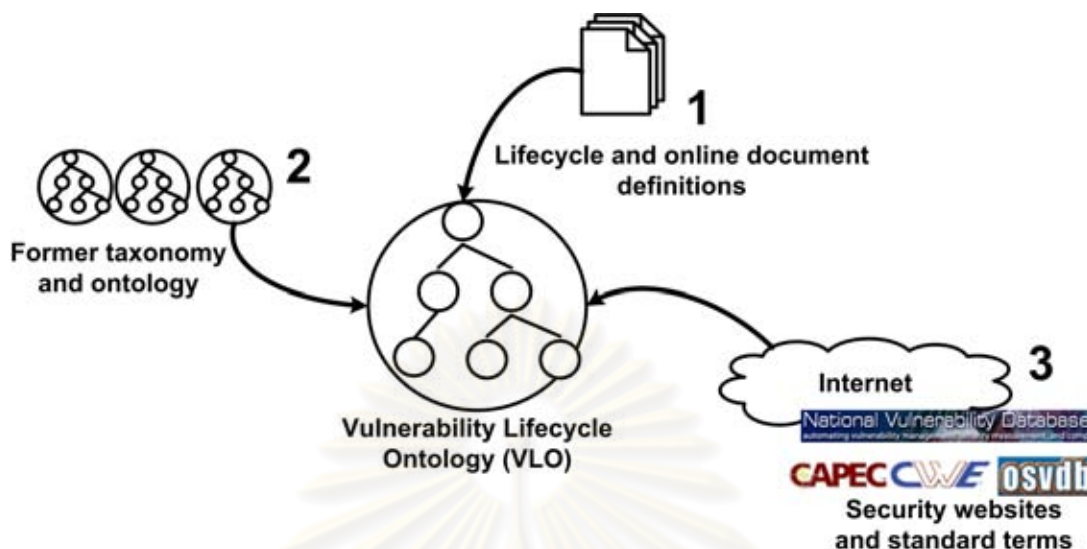 1
Lifecycle and online document
definitions
2
Former taxonomy
and ontology
Vulnerability Lifecycle
Ontology (VLO)
3
Internet
National Vulnerability Database
CAPEC CWE osvdb
Security websites
and standard terms